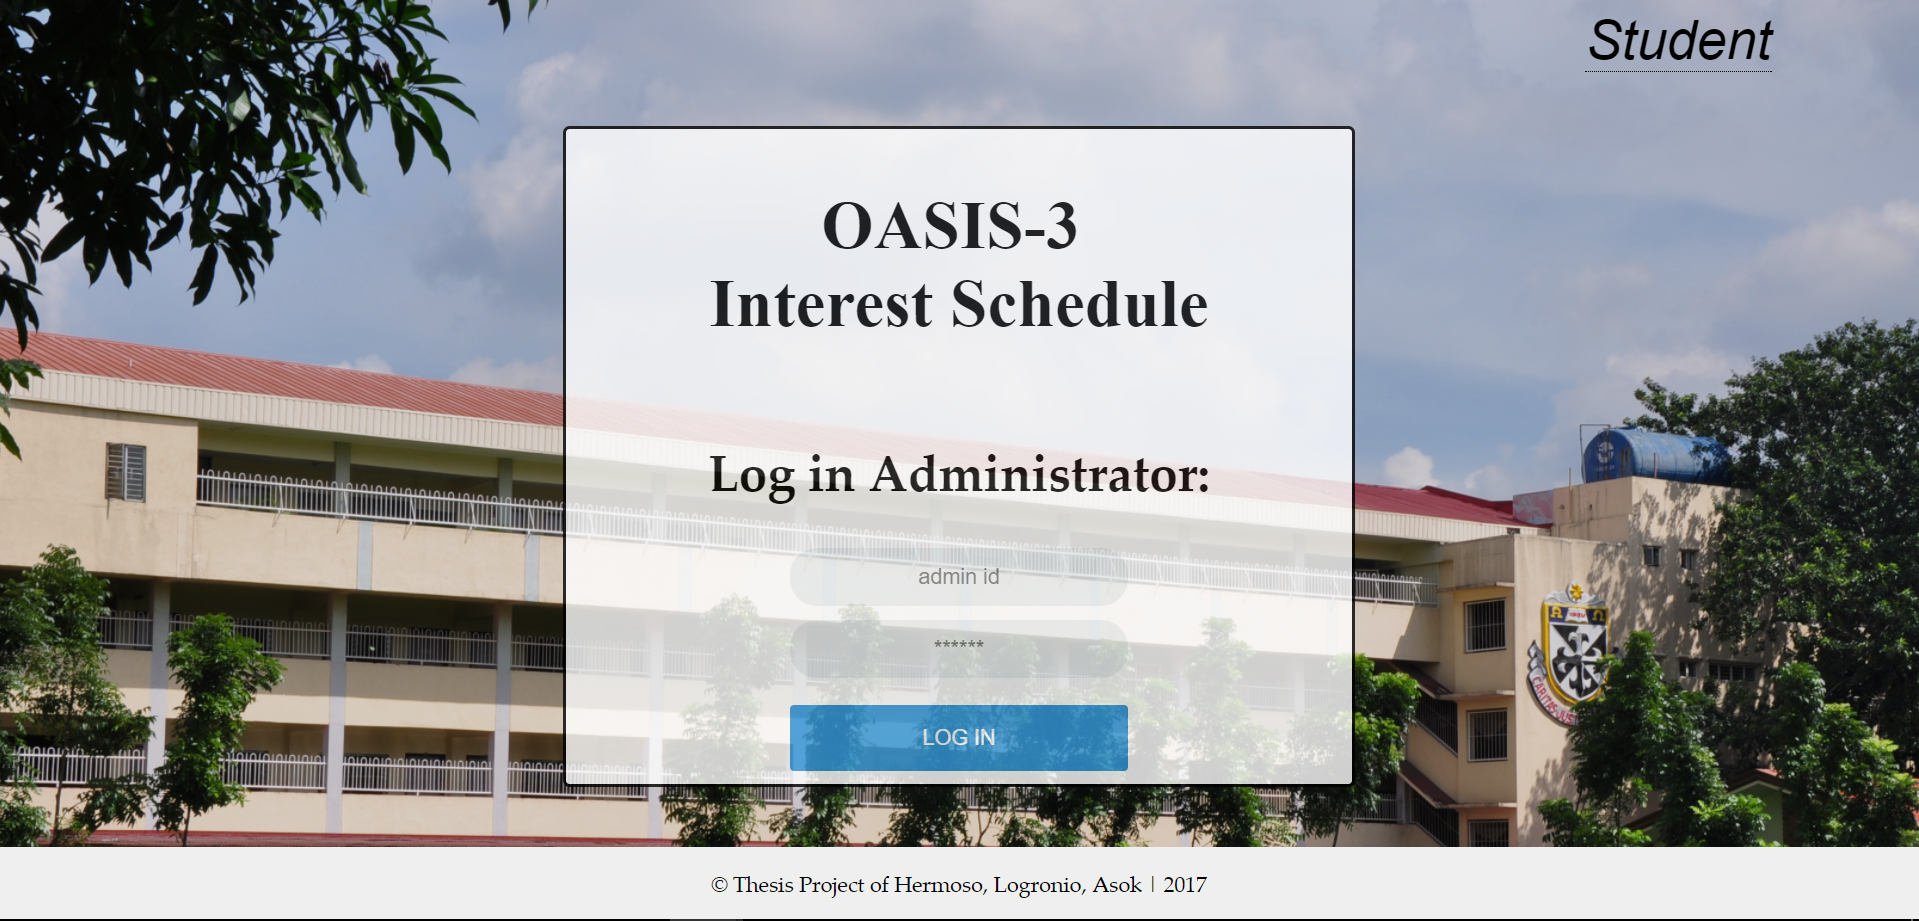 Student
OASIS-3
Interest Schedule
Log in Administrator:
admin id
******
LOG IN
CARITAS
© Thesis Project of Hermoso, Logronio, Asok | 2017